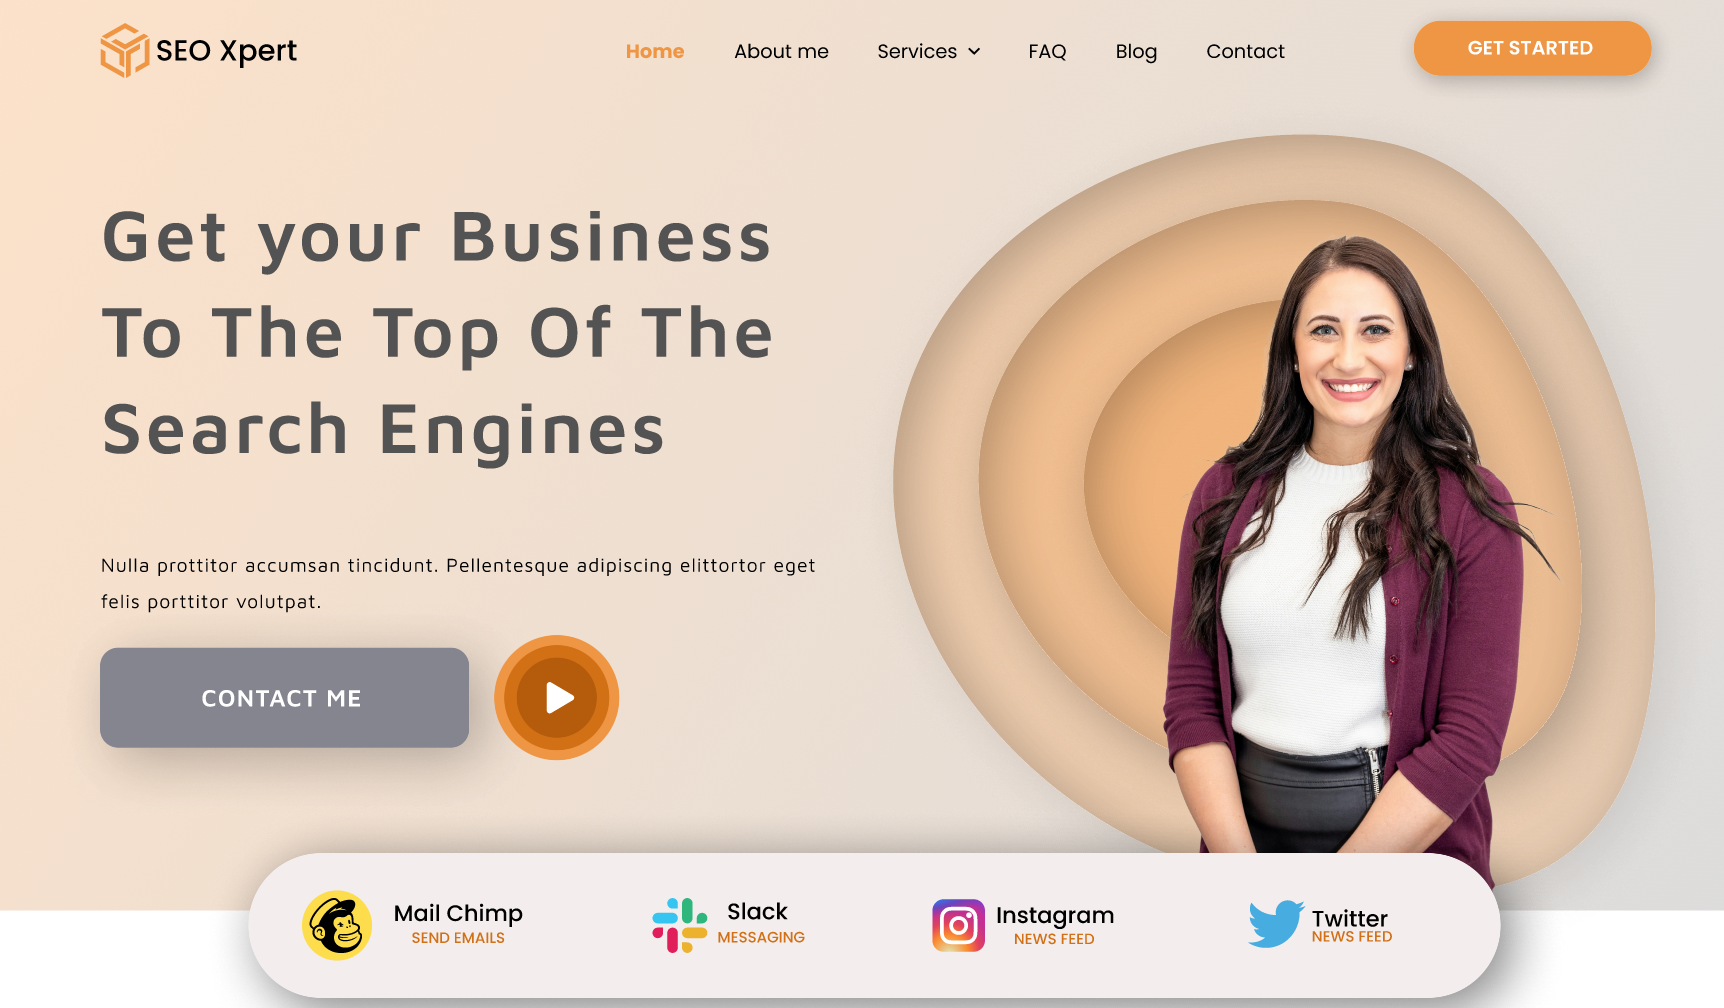 SEO Xpert
Home
About me
Services
FAQ
Blog
Contact
GET STARTED
Get your Business
To The Top Of The
Search Engines
Nulla prottitor accumsan tincidunt. Pellentesque adipiscing elittortor eget
felis porttitor volutpat.
CONTACT ME
Mail Chimp
SEND EMAILS
Slack
MESSAGING
Instagram
NEWS FEED
Twitter
NEWS FEED